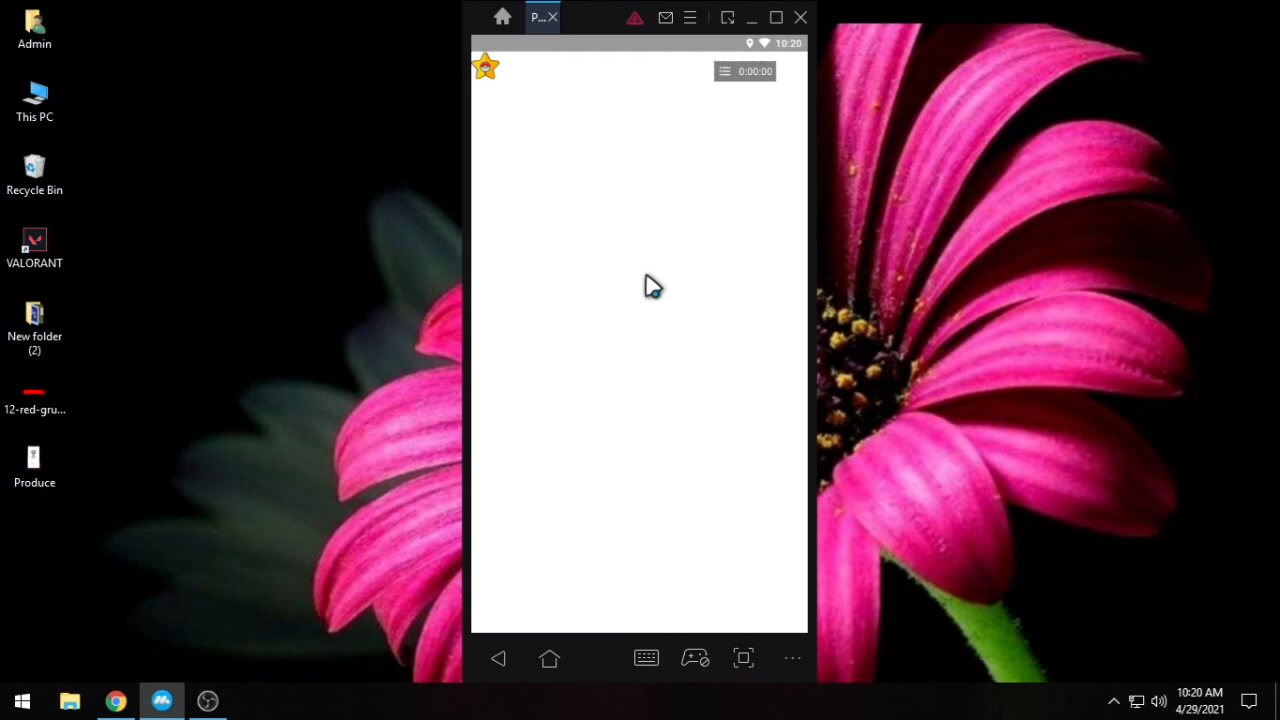 Admin
This PC
Recycle Bin
VALORANT
New folder
(2)
12-red-gru...
Produce
P...
10:20
0:00:00
10:20 AM
4/29/2021